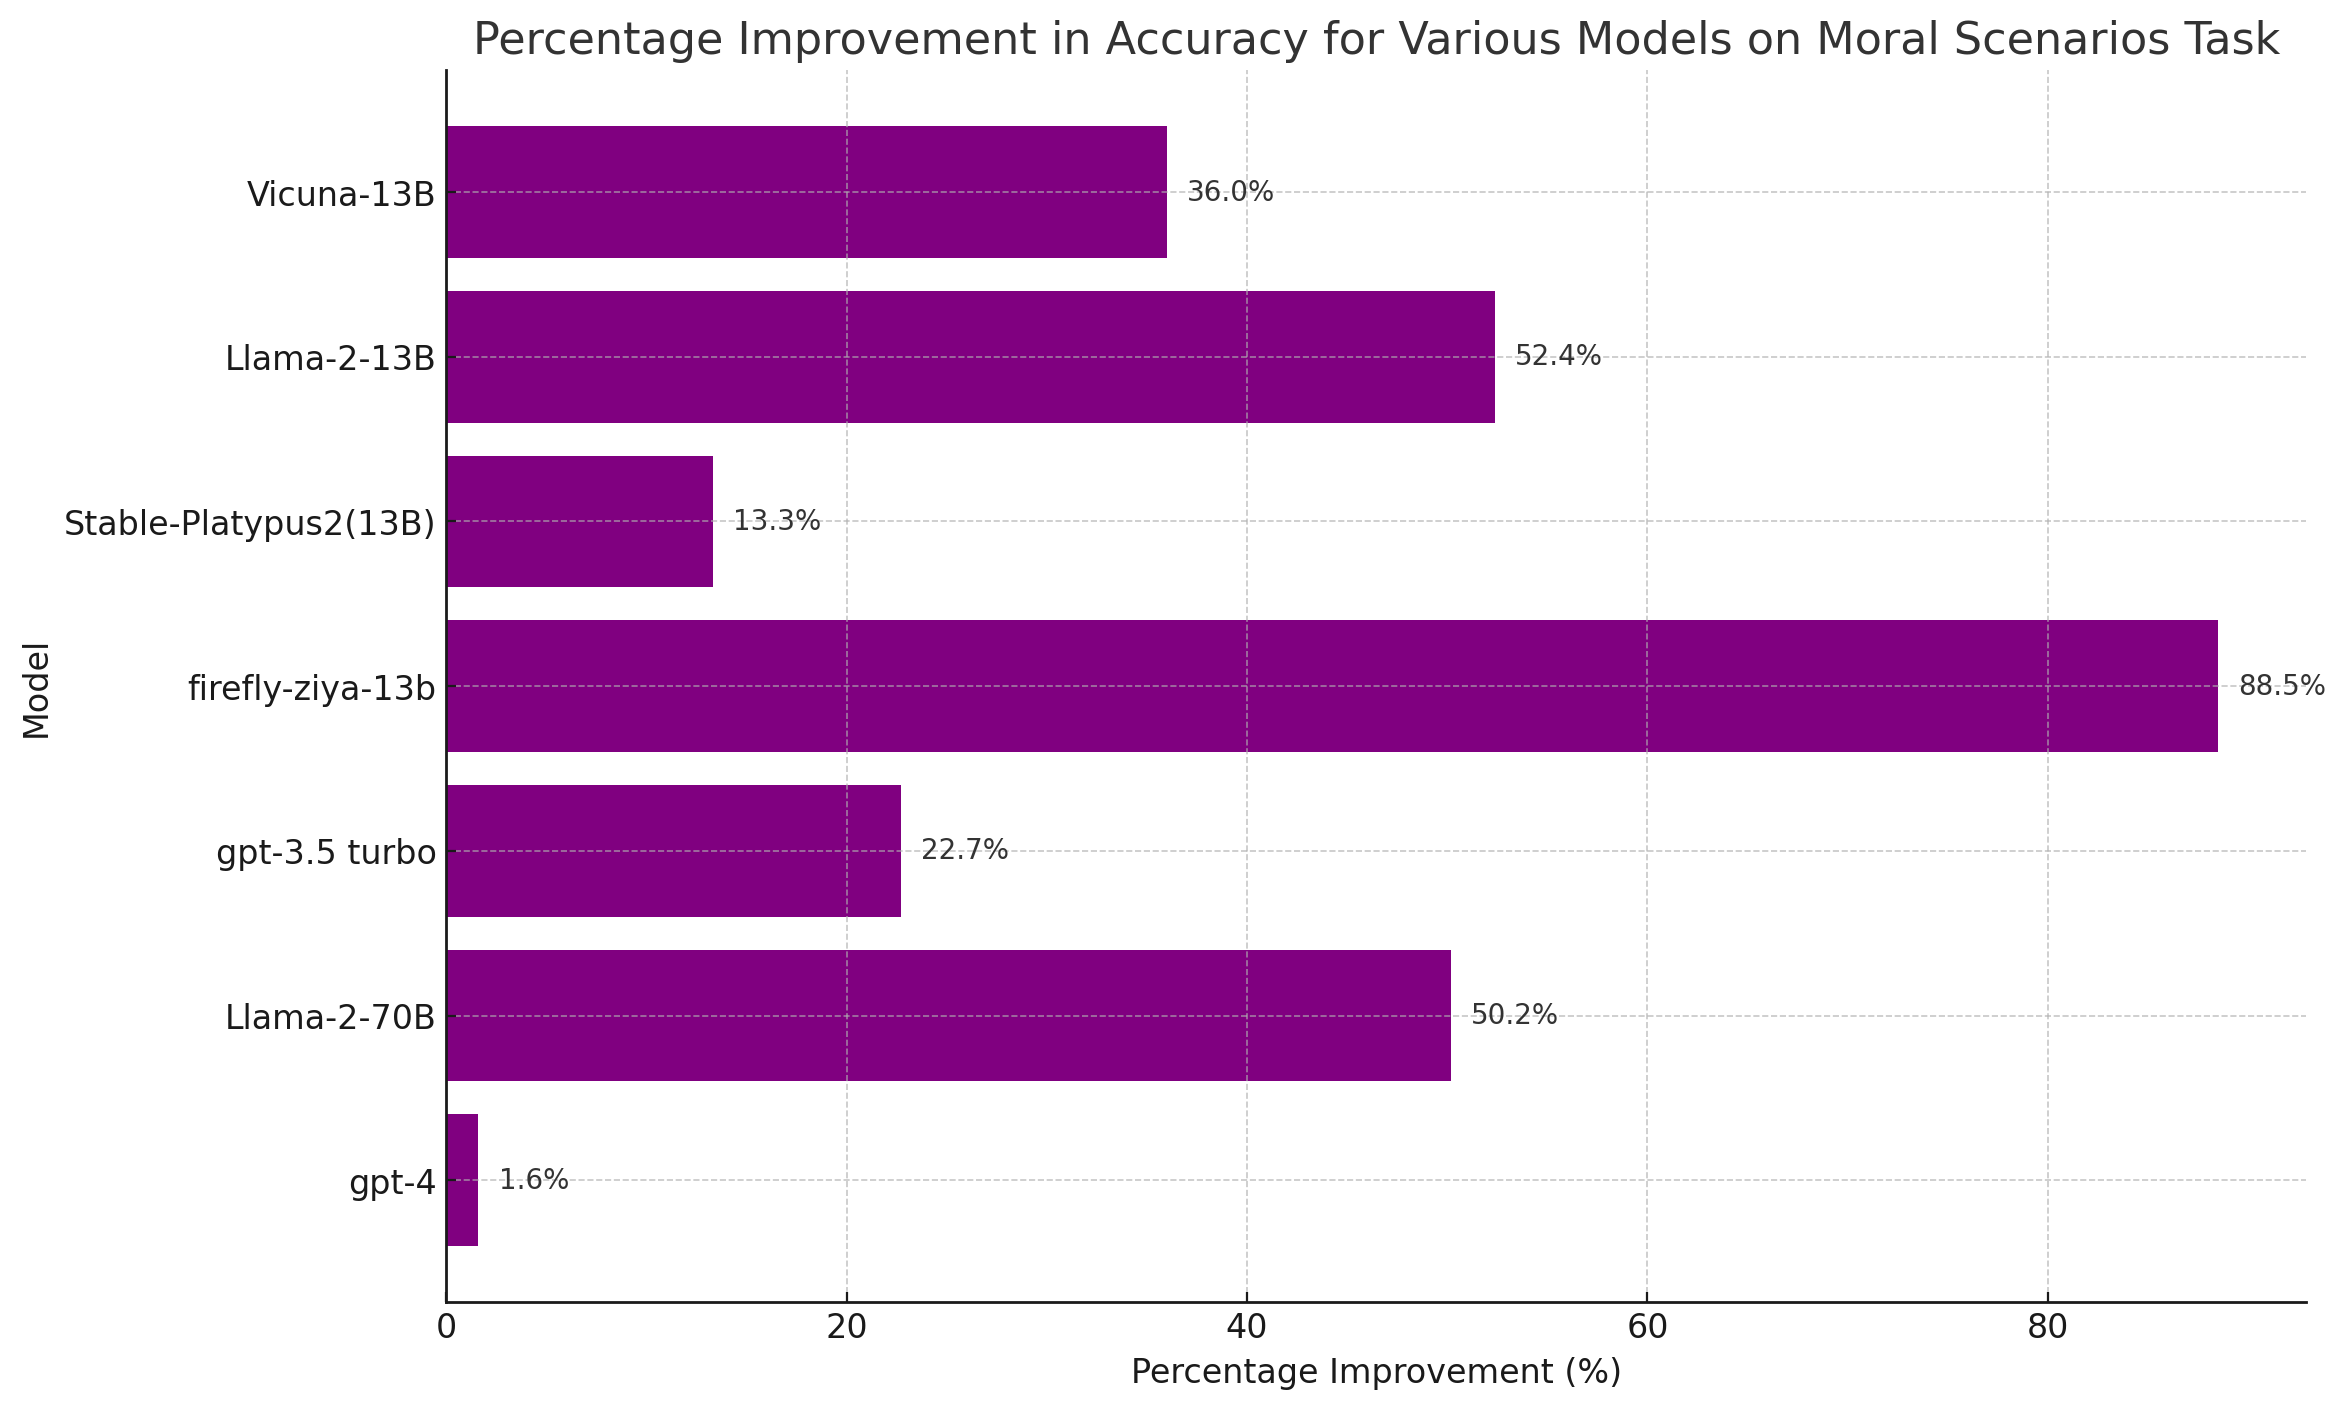 Percentage Improvement in Accuracy for Various Models on Moral Scenarios Task
Model
Vicuna-13B
36.0%
Llama-2-13B
52.4%
Stable-Platypus2(13B)
13.3%
firefly-ziya-13b
88.5%
gpt-3.5 turbo
22.7%
Llama-2-70B
50.2%
gpt-4
1.6%
0 20 40 60 80
Percentage Improvement (%)